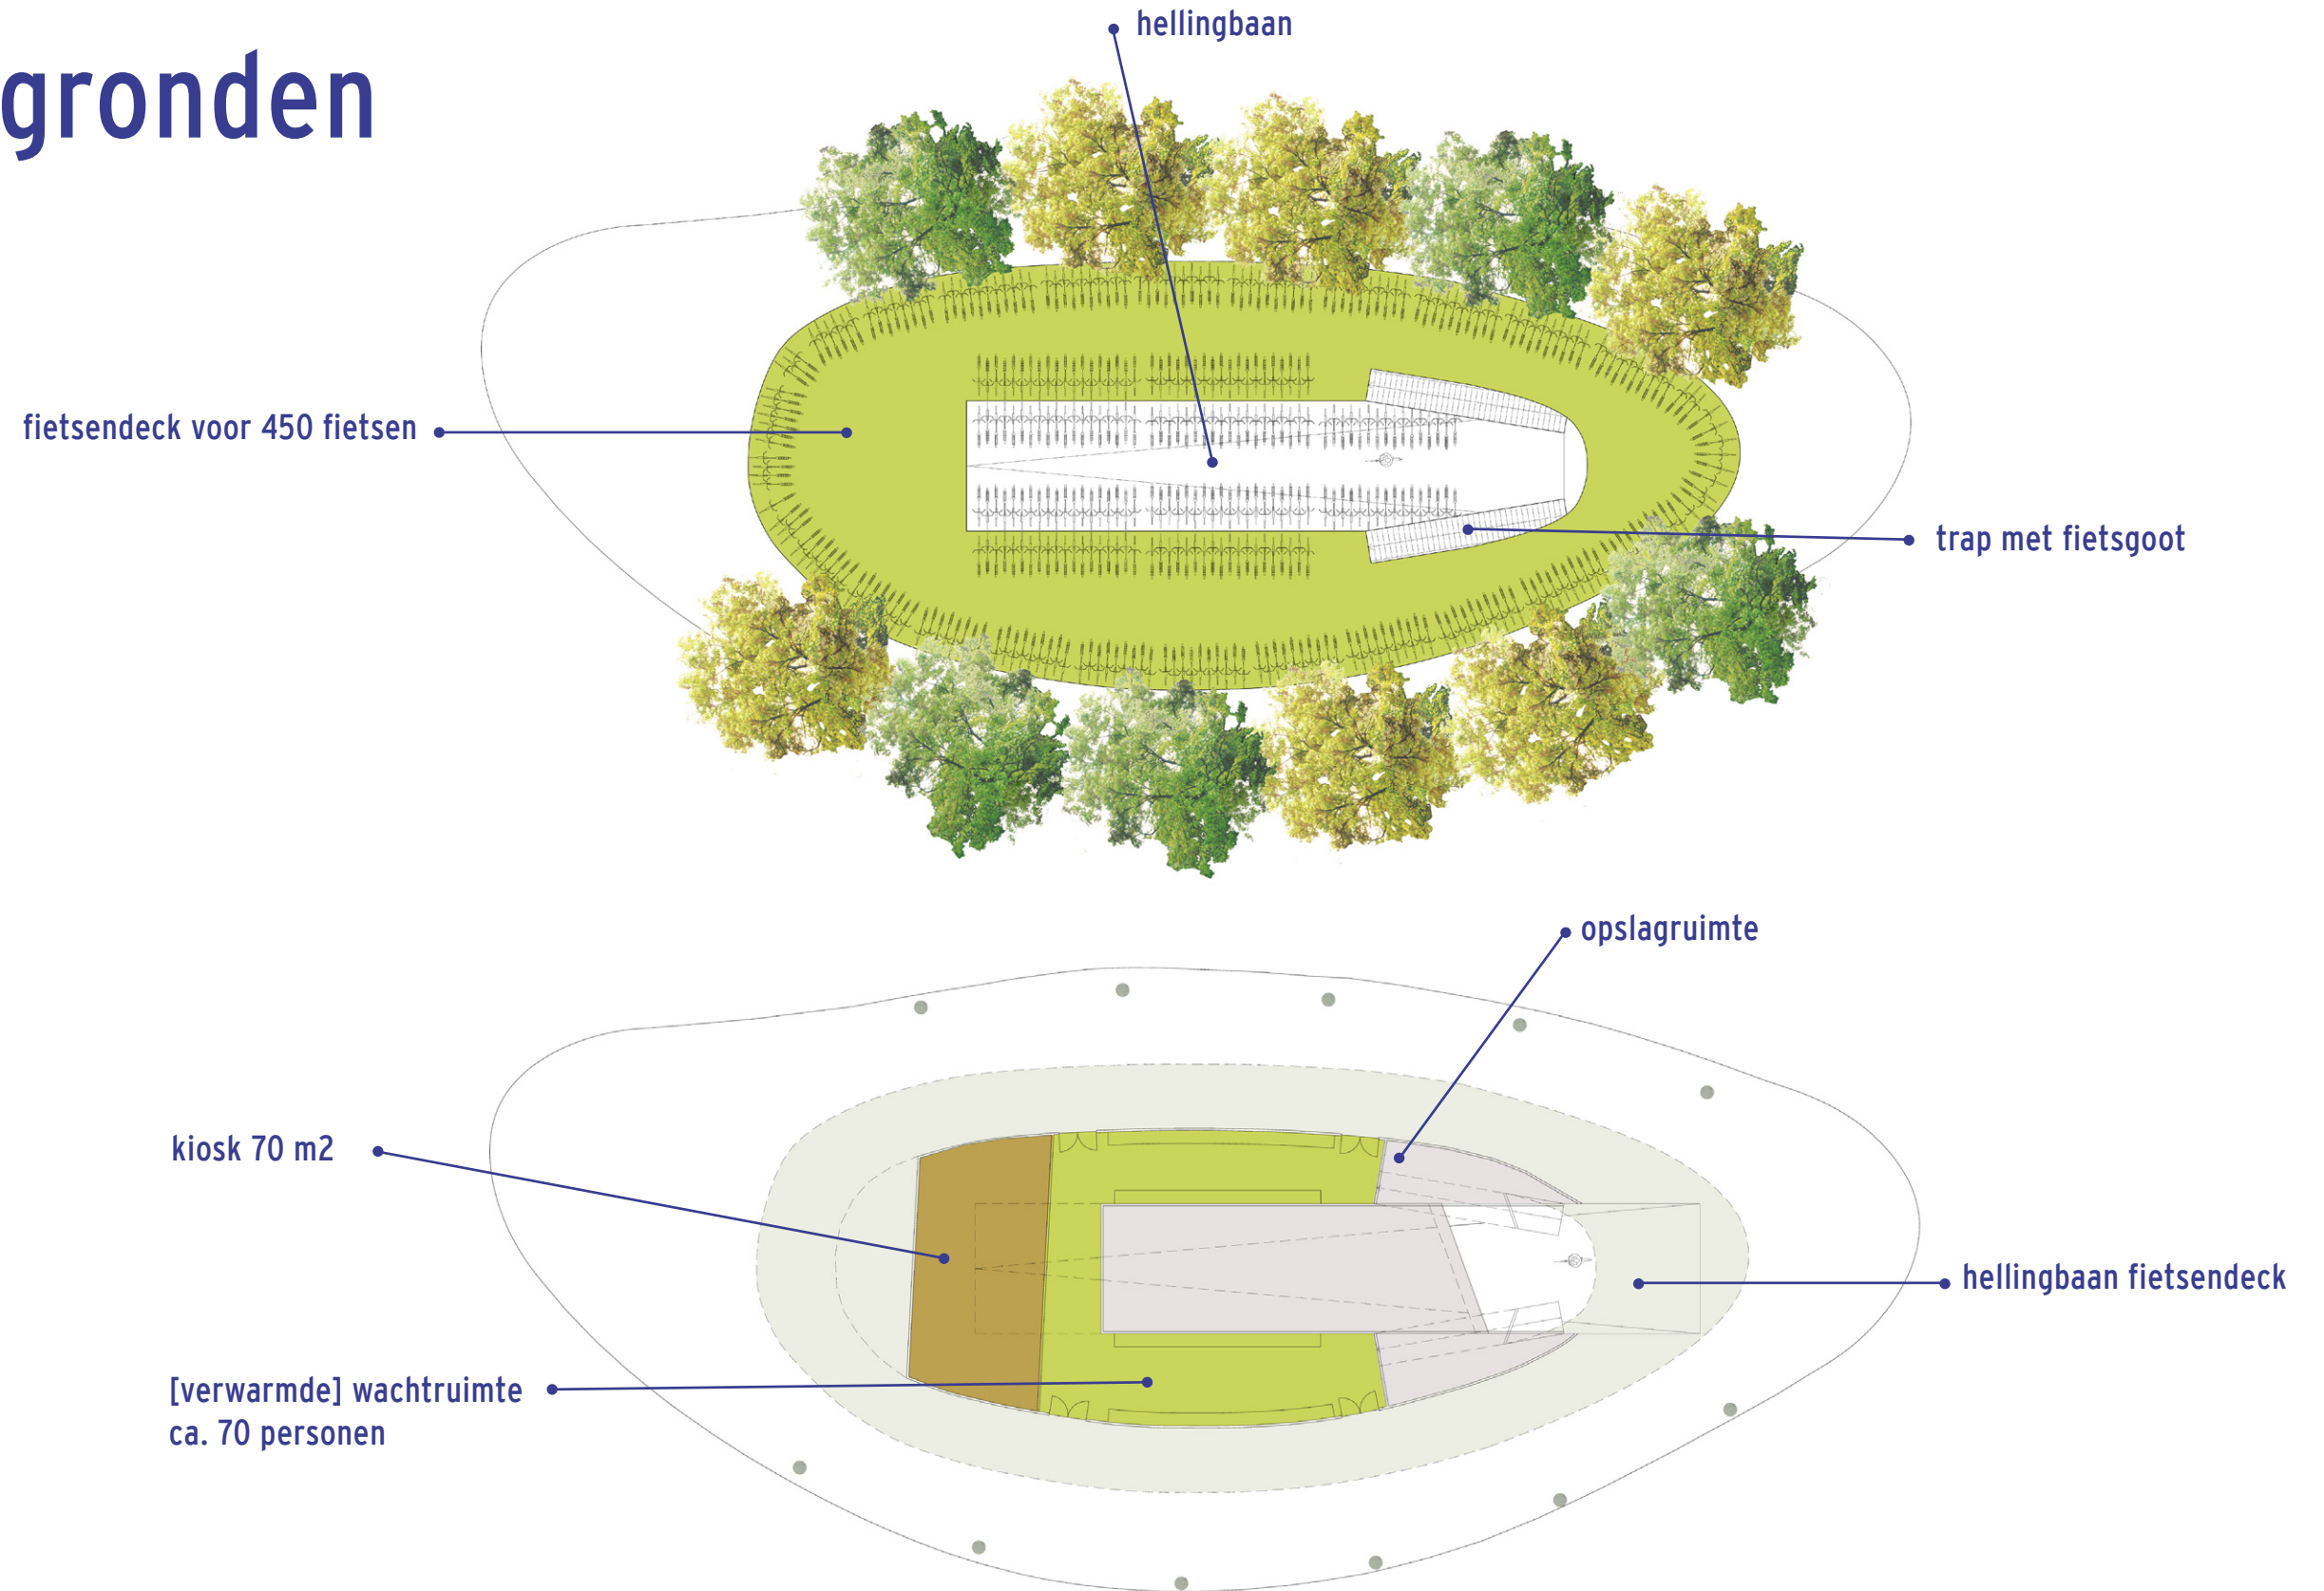 gronden
hellingbaan
fietsendeck voor 450 fietsen
trap met fietsgoot
opslagruimte
kiosk 70 m2
hellingbaan fietsendeck
[verwarmde] wachtruimte
ca. 70 personen